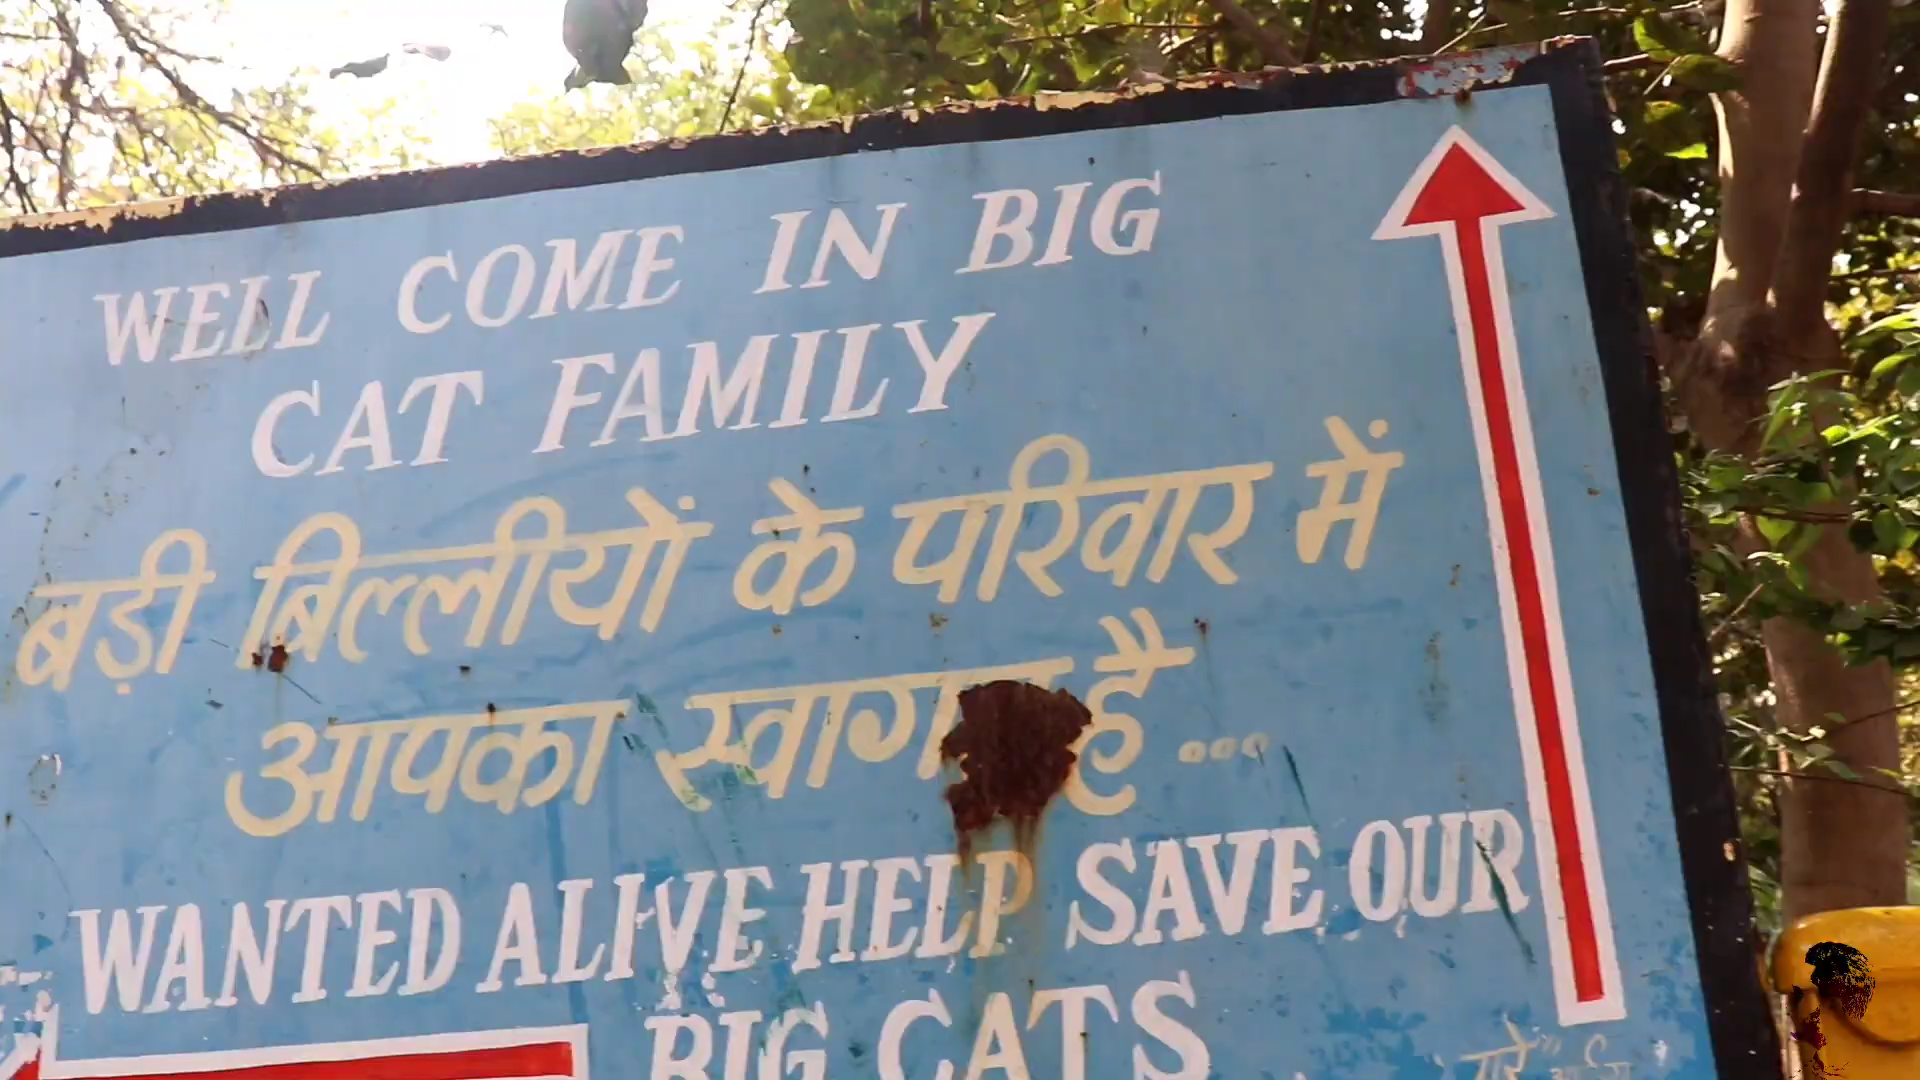 WELL COME IN BIG
CAT FAMILY
बड़ी बिल्लीयों के परिवार में
आपका है...
WANTED ALIVE HELP SAVE OUR
BIG CATS